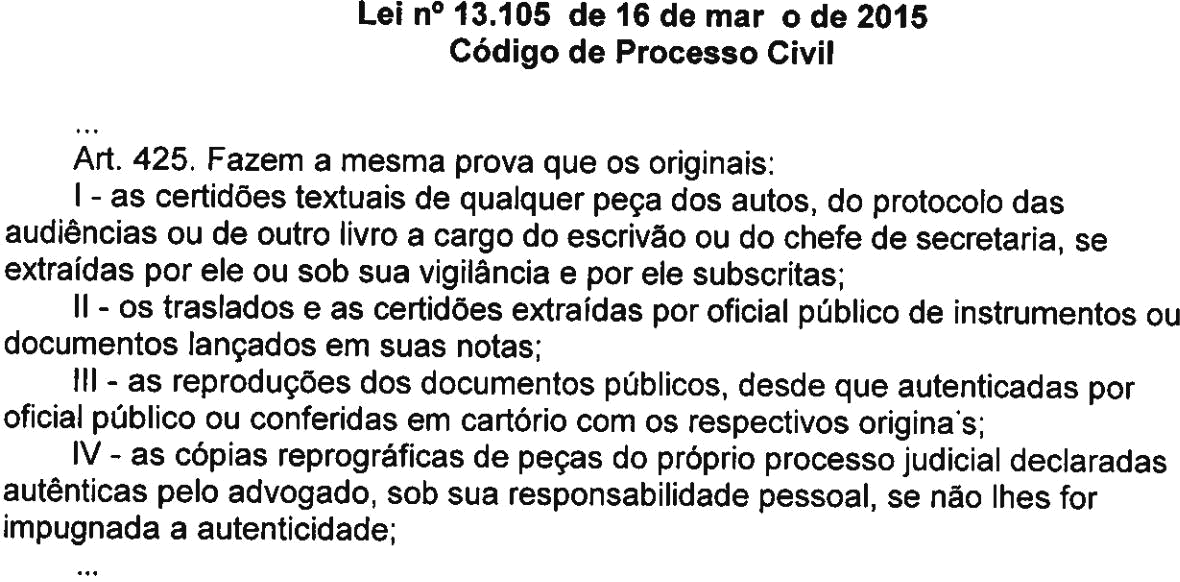 Lei nº 13.105 de 16 de mar o de 2015
Código de Processo Civil
...
Art. 425. Fazem a mesma prova que os originais:
I - as certidões textuais de qualquer peça dos autos, do protocolo das
audiências ou de outro livro a cargo do escrivão ou do chefe de secretaria, se
extraídas por ele ou sob sua vigilância e por ele subscritas;
II - os traslados e as certidões extraídas por oficial público de instrumentos ou
documentos lançados em suas notas;
III - as reproduções dos documentos públicos, desde que autenticadas por
oficial público ou conferidas em cartório com os respectivos origina's;
IV - as cópias reprográficas de peças do próprio processo judicial declaradas
autênticas pelo advogado, sob sua responsabilidade pessoal, se não lhes for
impugnada a autenticidade;
...